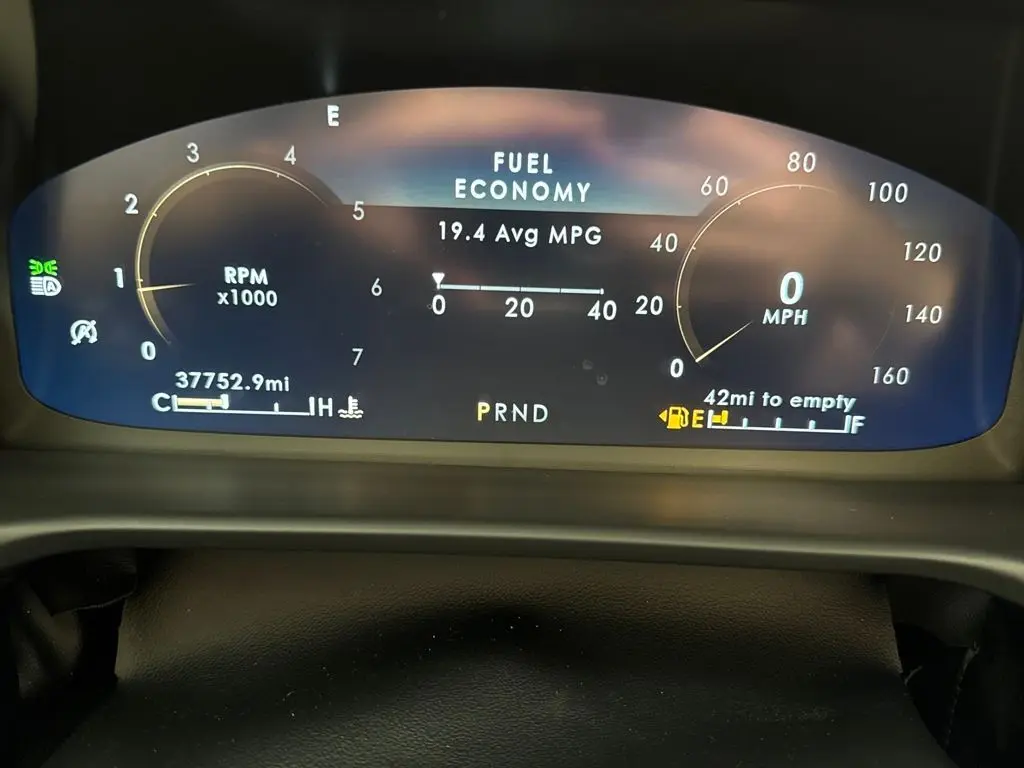 E
FUEL
ECONOMY
19.4 Avg MPG
0 20 40
0 1 2 3 4 5 6 7
RPM
x1000
0 20 40 60 80 100 120 140 160
0
MPH
37752.9mi
C H
PRND
42mi to empty
E F
A
A